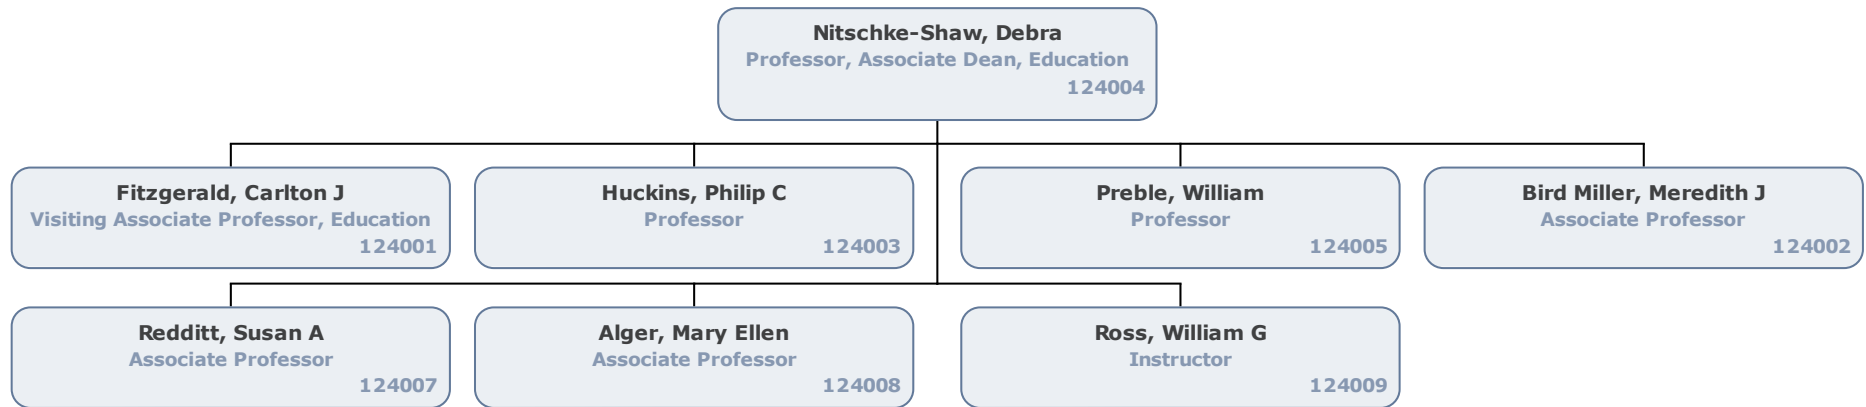 Nitschke-Shaw, Debra
Professor, Associate Dean, Education
124004
Fitzgerald, Carlton J
Visiting Associate Professor, Education
124001
Huckins, Philip C
Professor
124003
Preble, William
Professor
124005
Bird Miller, Meredith J
Associate Professor
124002
Redditt, Susan A
Associate Professor
124007
Alger, Mary Ellen
Associate Professor
124008
Ross, William G
Instructor
124009